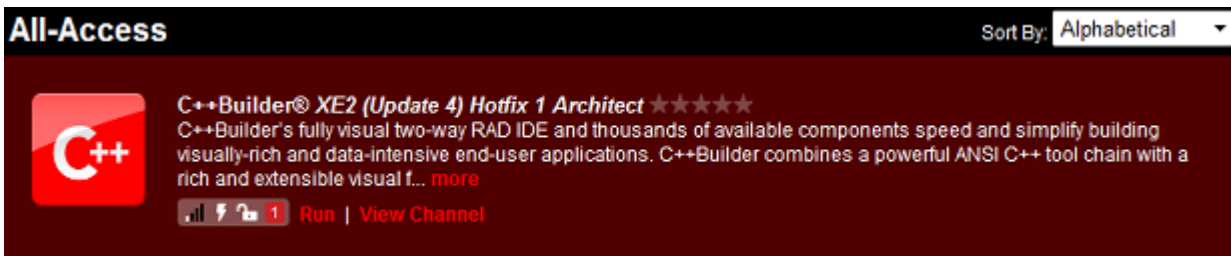 All-Access
Sort By: Alphabetical
C++
C++Builder® XE2 (Update 4) Hotfix 1 Architect
C++Builder's fully visual two-way RAD IDE and thousands of available components speed and simplify building
visually-rich and data-intensive end-user applications. C++Builder combines a powerful ANSI C++ tool chain with a
rich and extensible visual f... more
1 Run | View Channel